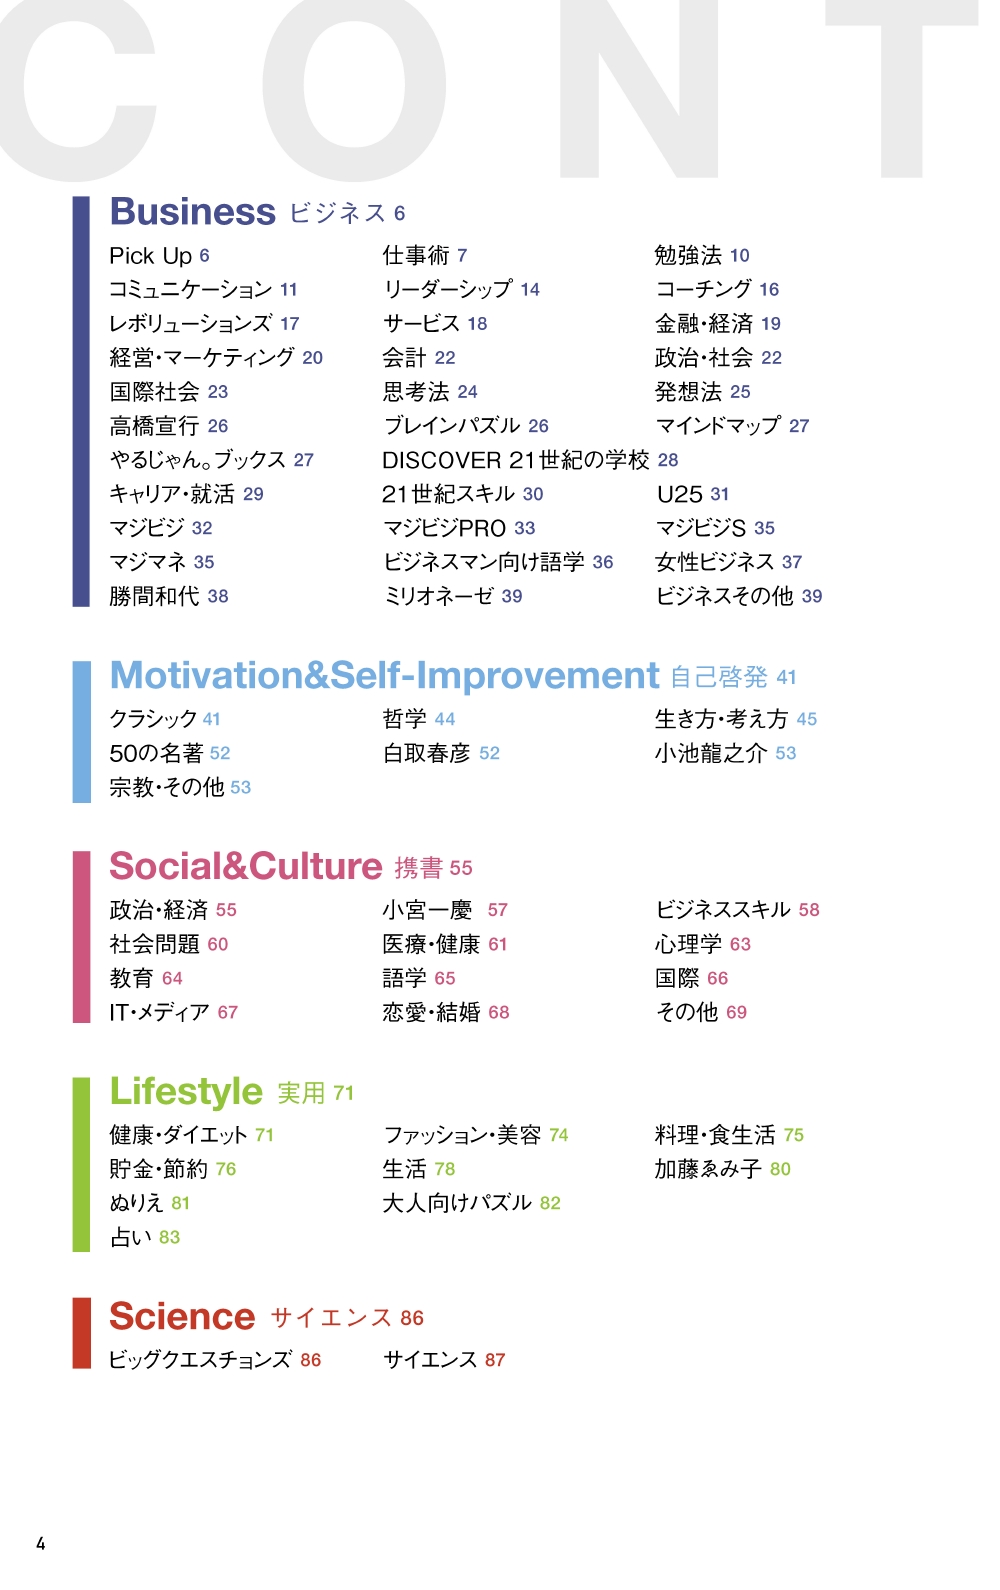 CONT
Business ビジネス 6
Pick Up 6 仕事術 7 勉強法 10
コミュニケーション 11 リーダーシップ 14 コーチング 16
レボリューションズ 17 サービス 18 金融・経済 19
経営・マーケティング 20 会計 22 政治・社会 22
国際社会 23 思考法 24 発想法 25
高橋宣行 26 ブレインパズル 26 マインドマップ 27
やるじゃん。ブックス 27 DISCOVER 21世紀の学校 28
キャリア・就活 29 21世紀スキル 30 U25 31
マジビジ 32 マジビジPRO 33 マジビジS 35
マジマネ 35 ビジネスマン向け語学 36 女性ビジネス 37
勝間和代 38 ミリオネーゼ 39 ビジネスその他 39
Motivation&Self-Improvement 自己啓発 41
クラシック 41 哲学 44 生き方・考え方 45
50の名著 52 白取春彦 52 小池龍之介 53
宗教・その他 53
Social&Culture 携書 55
政治・経済 55 小宮一慶 57 ビジネススキル 58
社会問題 60 医療・健康 61 心理学 63
教育 64 語学 65 国際 66
IT・メディア 67 恋愛・結婚 68 その他 69
Lifestyle 実用 71
健康・ダイエット 71 ファッション・美容 74 料理・食生活 75
貯金・節約 76 生活 78 加藤ゑみ子 80
ぬりえ 81 大人向けパズル 82
占い 83
Science サイエンス 86
ビッグクエスチョンズ 86 サイエンス 87
4